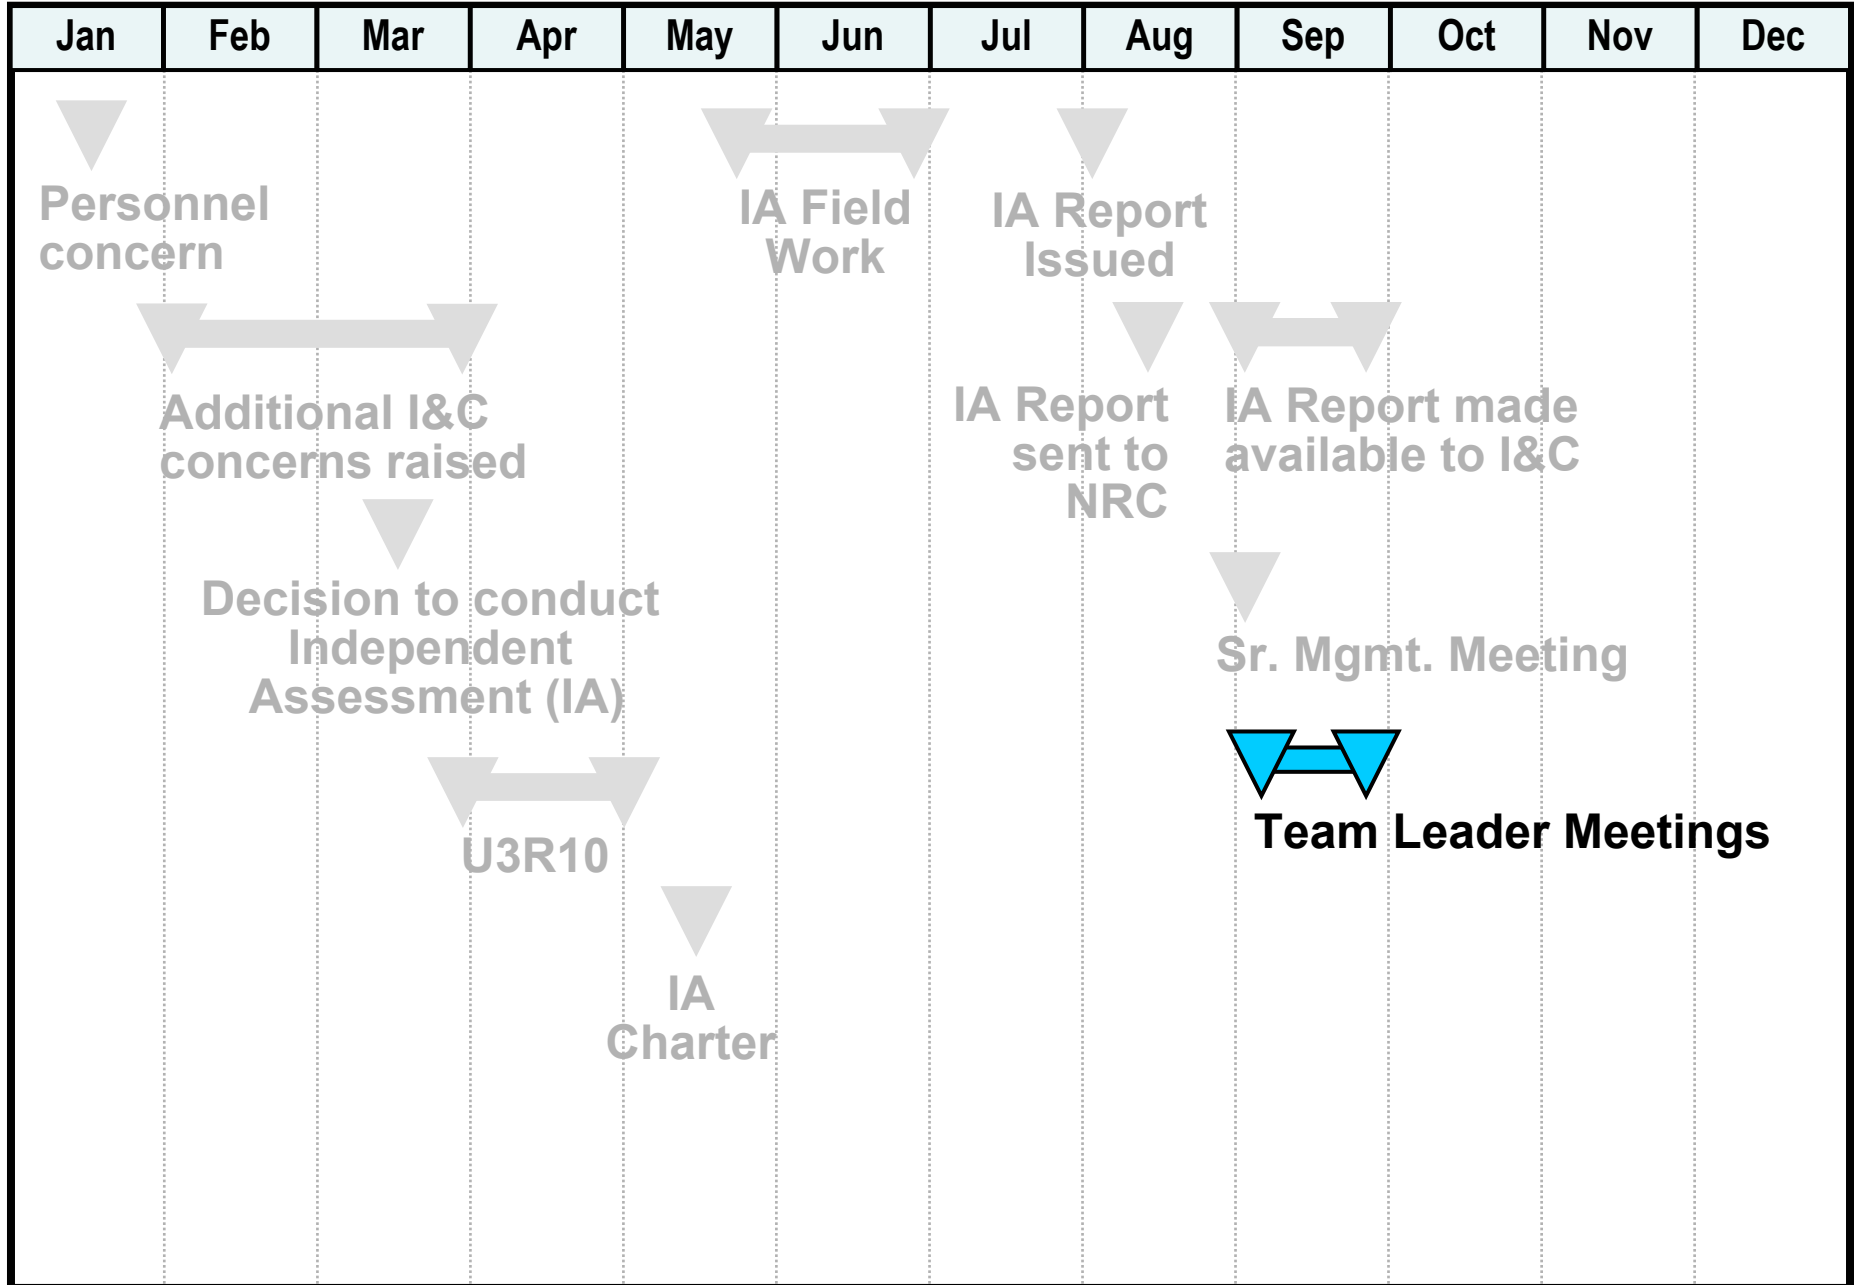 Jan Feb Mar Apr May Jun Jul Aug Sep Oct Nov Dec
Personnel
concern
IA Field
Work
IA Report
Issued
Additional I&C
concerns raised
IA Report
sent to
NRC
IA Report made
available to I&C
Decision to conduct
Independent
Assessment (IA)
Sr. Mgmt. Meeting
U3R10
Team Leader Meetings
IA
Charter